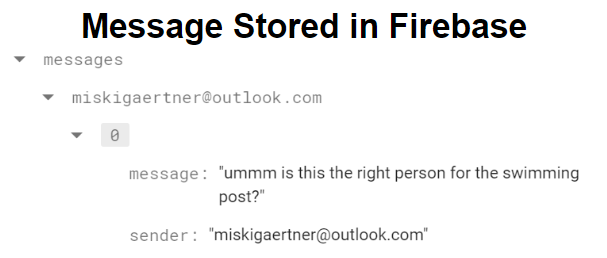 Message Stored in Firebase
messages
miskigaertner@outlook.com
0
message: "ummm is this the right person for the swimming
post?"
sender: "miskigaertner@outlook.com"